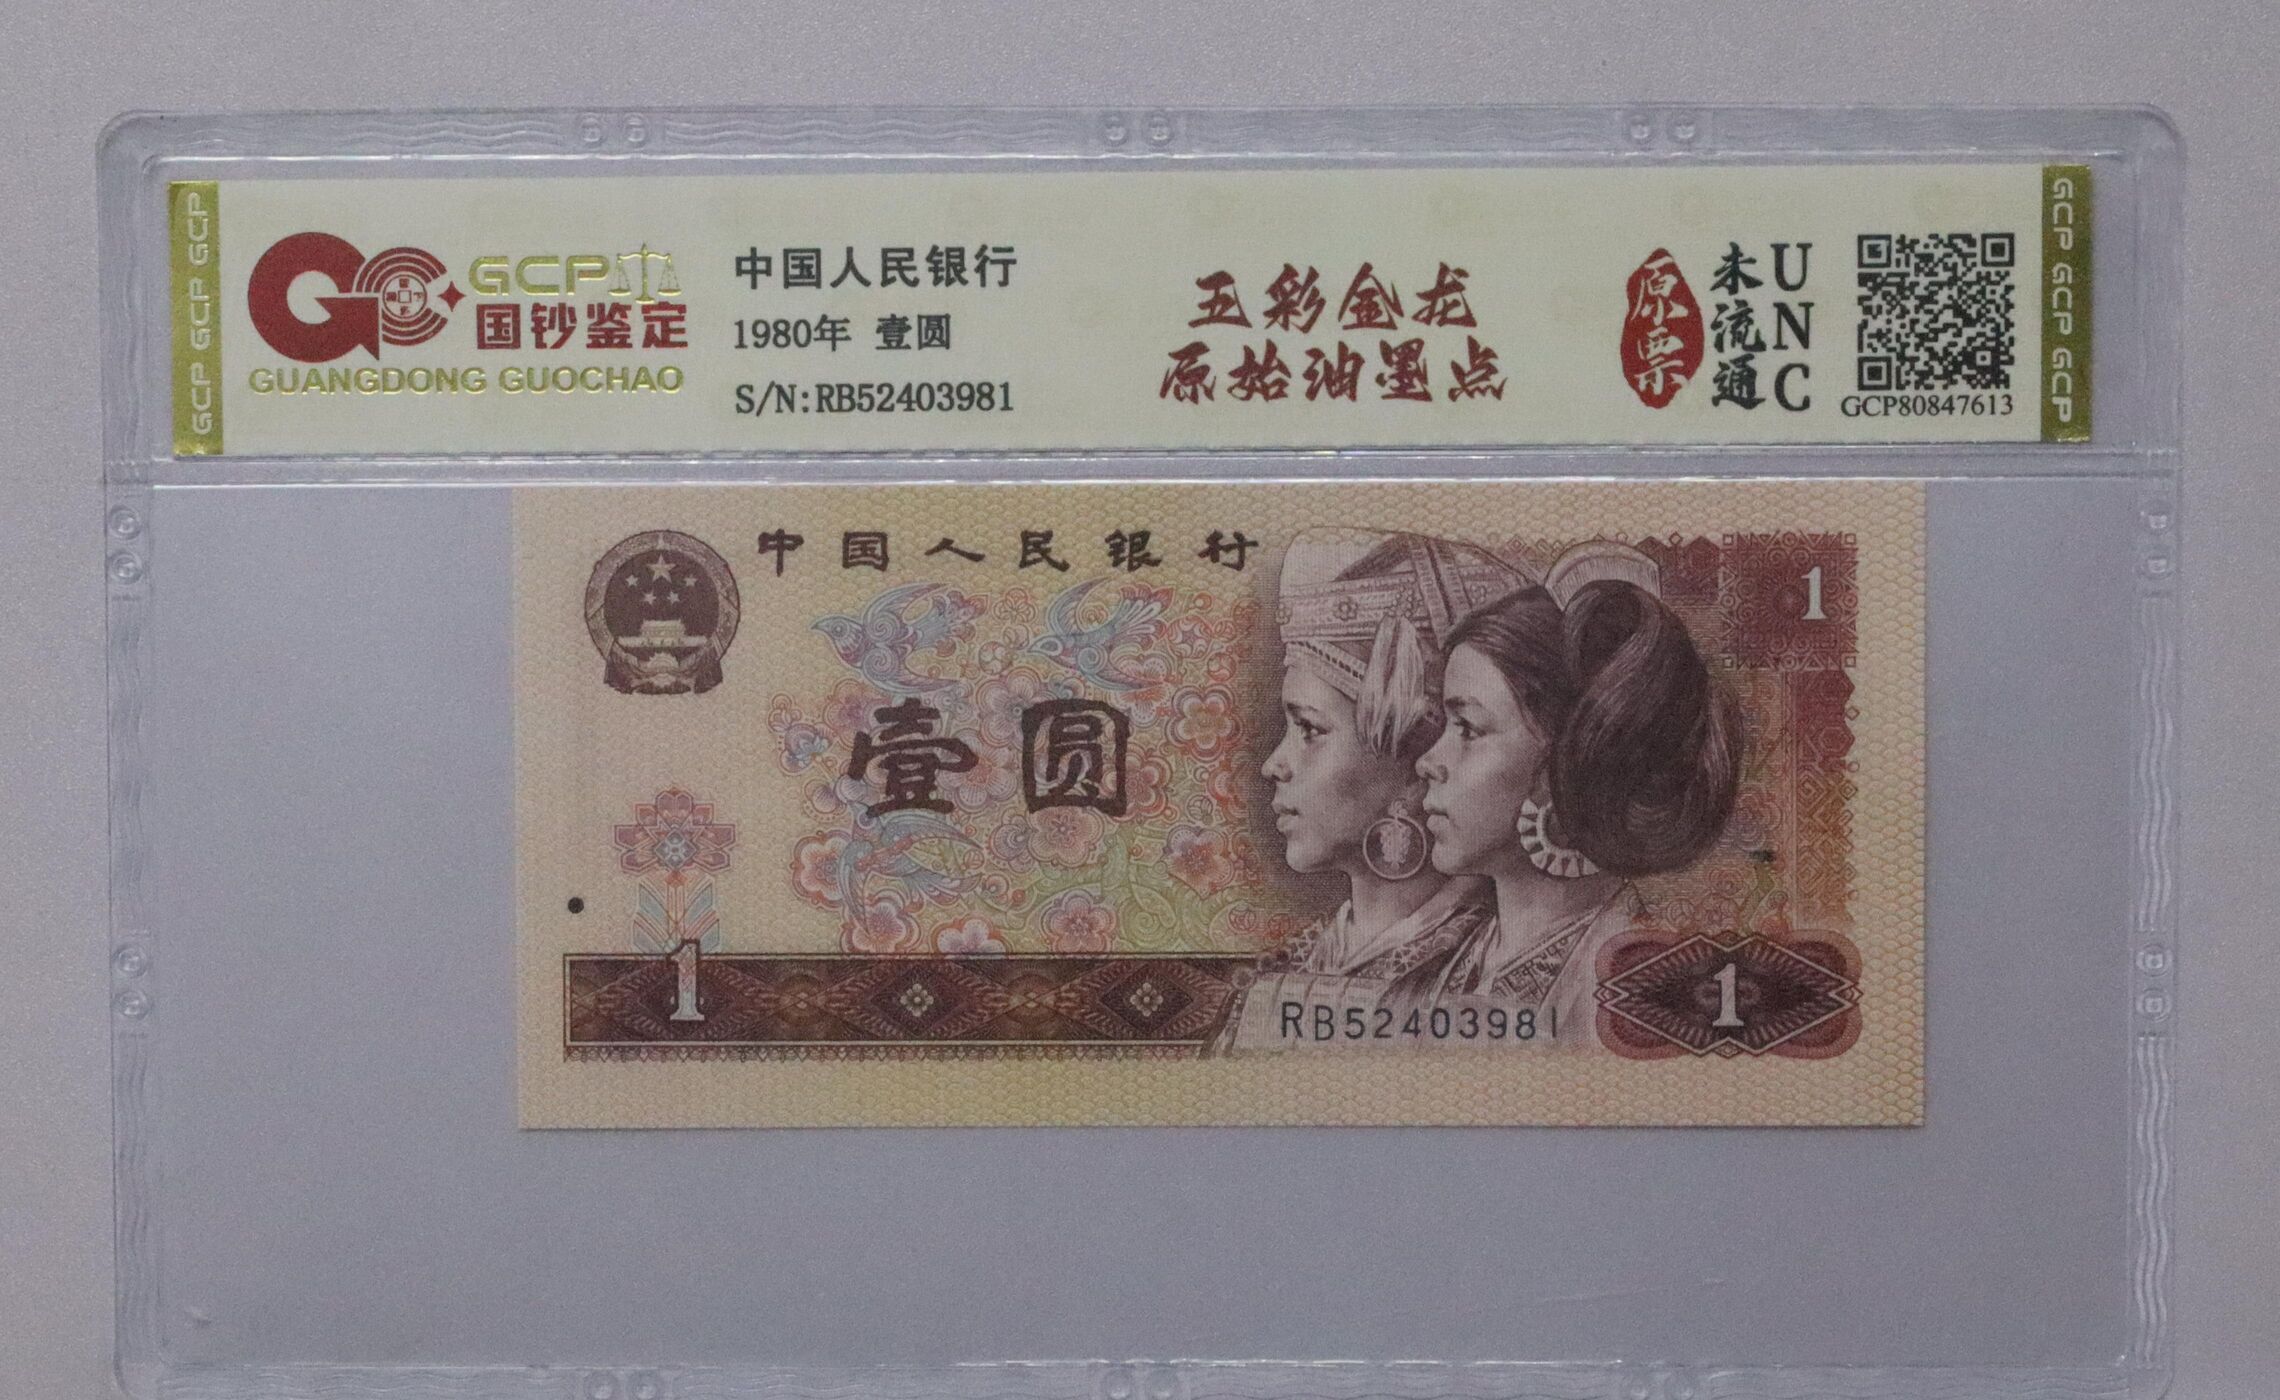 GCP GCP GCP
GCP
国钞鉴定
GUANGDONG GUOCHAO
中国人民银行
1980年 壹圆
S/N:RB52403981
五彩金龙
原始油墨点
原票
未流通
UNC
GCP80847613
GCP GCP GCP
中国人民银行
1
壹圆
1
RB52403981
1